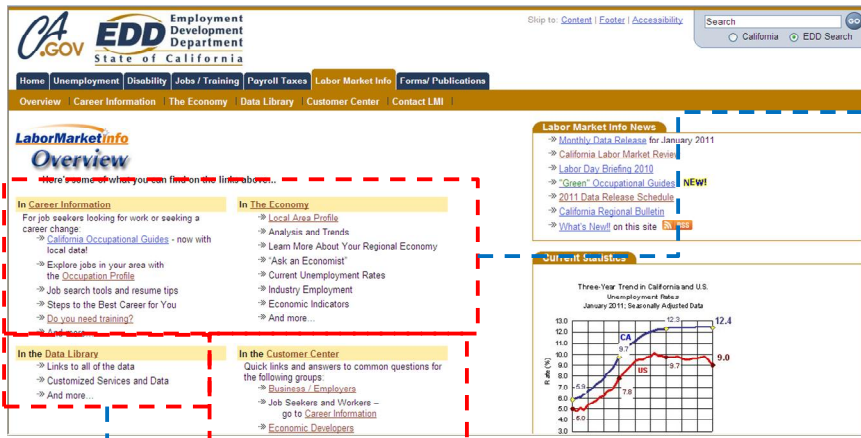 CA.GOV
EDD
Employment
Development
Department
State of California
Skip to: Content | Footer | Accessibility
Search
GO
California
EDD Search
Home
Unemployment
Disability
Jobs / Training
Payroll Taxes
Labor Market Info
Forms/ Publications
Overview | Career Information | The Economy | Data Library | Customer Center | Contact LMI |
LaborMarketinfo
Overview
Here's some of what you can find on the links above...
In Career Information
For job seekers looking for work or seeking a
career change:
California Occupational Guides - now with
local data!
Explore jobs in your area with
the Occupation Profile
Job search tools and resume tips
Steps to the Best Career for You
Do you need training?
And more...
In The Economy
Local Area Profile
Analysis and Trends
Learn More About Your Regional Economy
"Ask an Economist"
Current Unemployment Rates
Industry Employment
Economic Indicators
And more...
In the Data Library
Links to all of the data
Customized Services and Data
And more...
In the Customer Center
Quick links and answers to common questions for
the following groups:
Business / Employers
Job Seekers and Workers –
go to Career Information
Economic Developers
Labor Market Info News
Monthly Data Release for January 2011
California Labor Market Review
Labor Day Briefing 2010
"Green" Occupational Guides NEW!
2011 Data Release Schedule
California Regional Bulletin
What's New!! on this site RSS
Current Statistics
Three-Year Trend in California and U.S.
Unemployment Rates
January 2011; Seasonally Adjusted Data
Rate (%)
13.0
12.0
11.0
10.0
9.0
8.0
7.0
6.0
5.0
4.0
3.0
CA
US
5.9
5.0
9.7
7.8
12.3
9.7
12.4
9.0